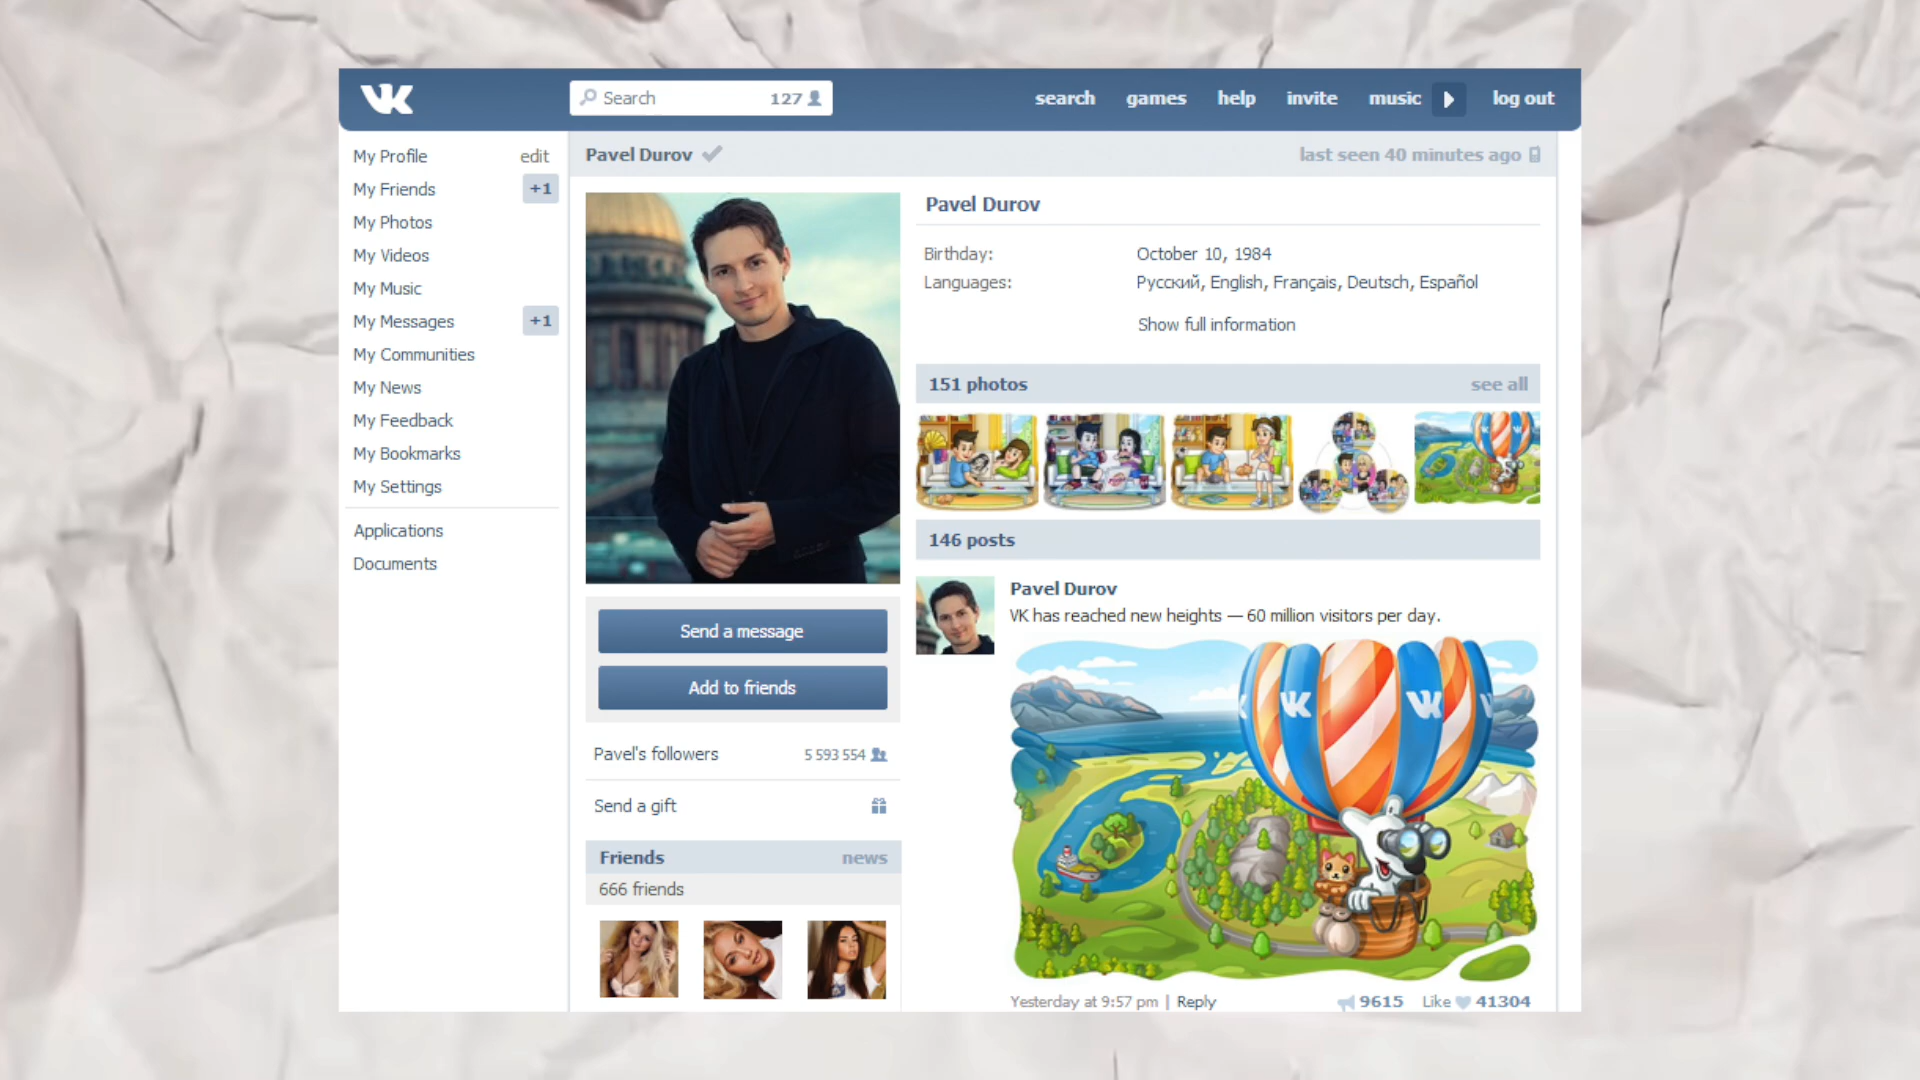 VK
Search
127
search
games
help
invite
music
log out
My Profile
edit
My Friends
+1
My Photos
My Videos
My Music
My Messages
+1
My Communities
My News
My Feedback
My Bookmarks
My Settings
Applications
Documents
Pavel Durov
last seen 40 minutes ago
Send a message
Add to friends
Pavel's followers
5 593 554
Send a gift
Friends
news
666 friends
Pavel Durov
Birthday:
October 10, 1984
Languages:
Русский, English, Français, Deutsch, Español
Show full information
151 photos
see all
146 posts
Pavel Durov
VK has reached new heights — 60 million visitors per day.
VK
VK
Yesterday at 9:57 pm | Reply
9615
Like
41304